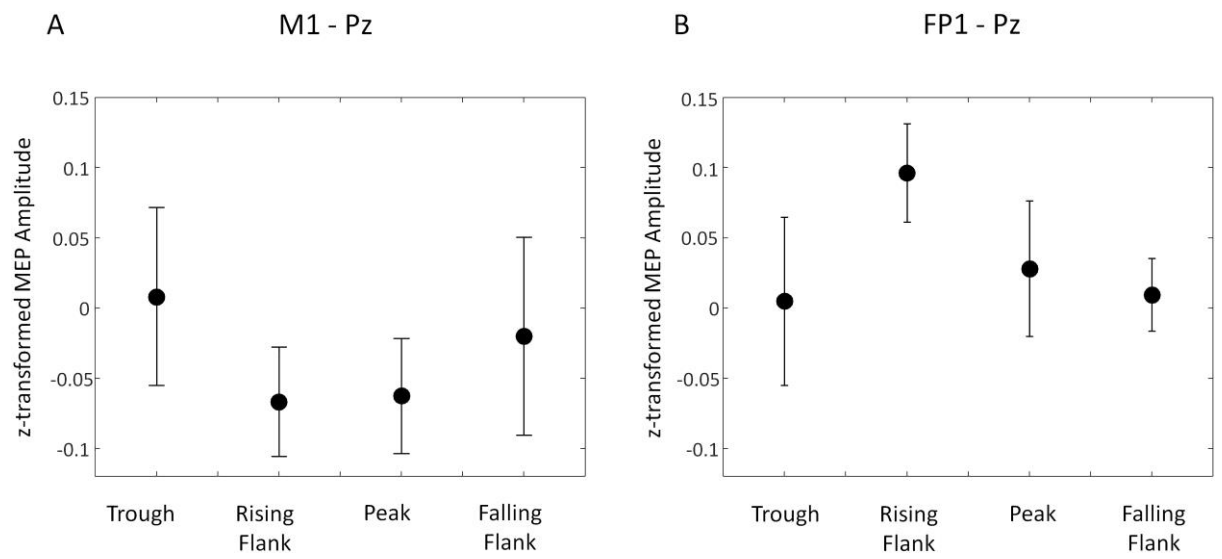 A
M1 - Pz
z-transformed MEP Amplitude
0.15
0.1
0.05
0
-0.05
-0.1
Trough
Rising
Flank
Peak
Falling
Flank
B
FP1 - Pz
z-transformed MEP Amplitude
0.15
0.1
0.05
0
-0.05
-0.1
Trough
Rising
Flank
Peak
Falling
Flank